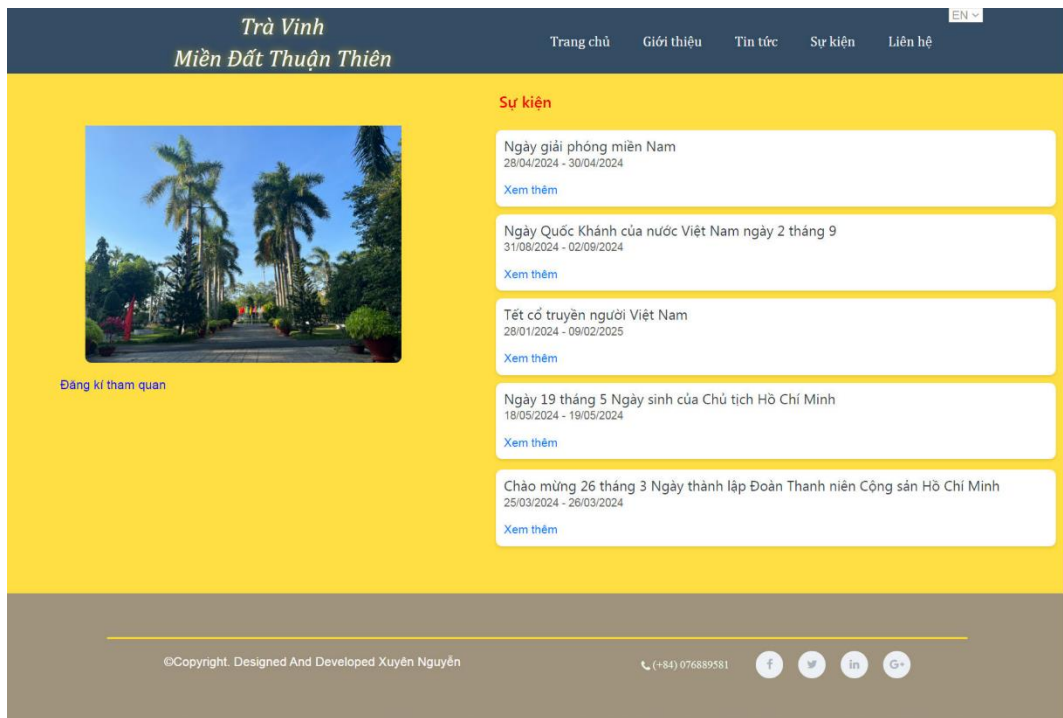 Trà Vinh
Miền Đất Thuận Thiên
Trang chủ Giới thiệu Tin tức Sự kiện Liên hệ
EN
Sự kiện
Ngày giải phóng miền Nam
28/04/2024 - 30/04/2024
Xem thêm
Ngày Quốc Khánh của nước Việt Nam ngày 2 tháng 9
31/08/2024 - 02/09/2024
Xem thêm
Tết cổ truyền người Việt Nam
28/01/2024 - 09/02/2025
Xem thêm
Ngày 19 tháng 5 Ngày sinh của Chủ tịch Hồ Chí Minh
18/05/2024 - 19/05/2024
Xem thêm
Chào mừng 26 tháng 3 Ngày thành lập Đoàn Thanh niên Cộng sản Hồ Chí Minh
25/03/2024 - 26/03/2024
Xem thêm
Đăng kí tham quan
©Copyright. Designed And Developed Xuyên Nguyễn
(+84) 076889581
f in G+